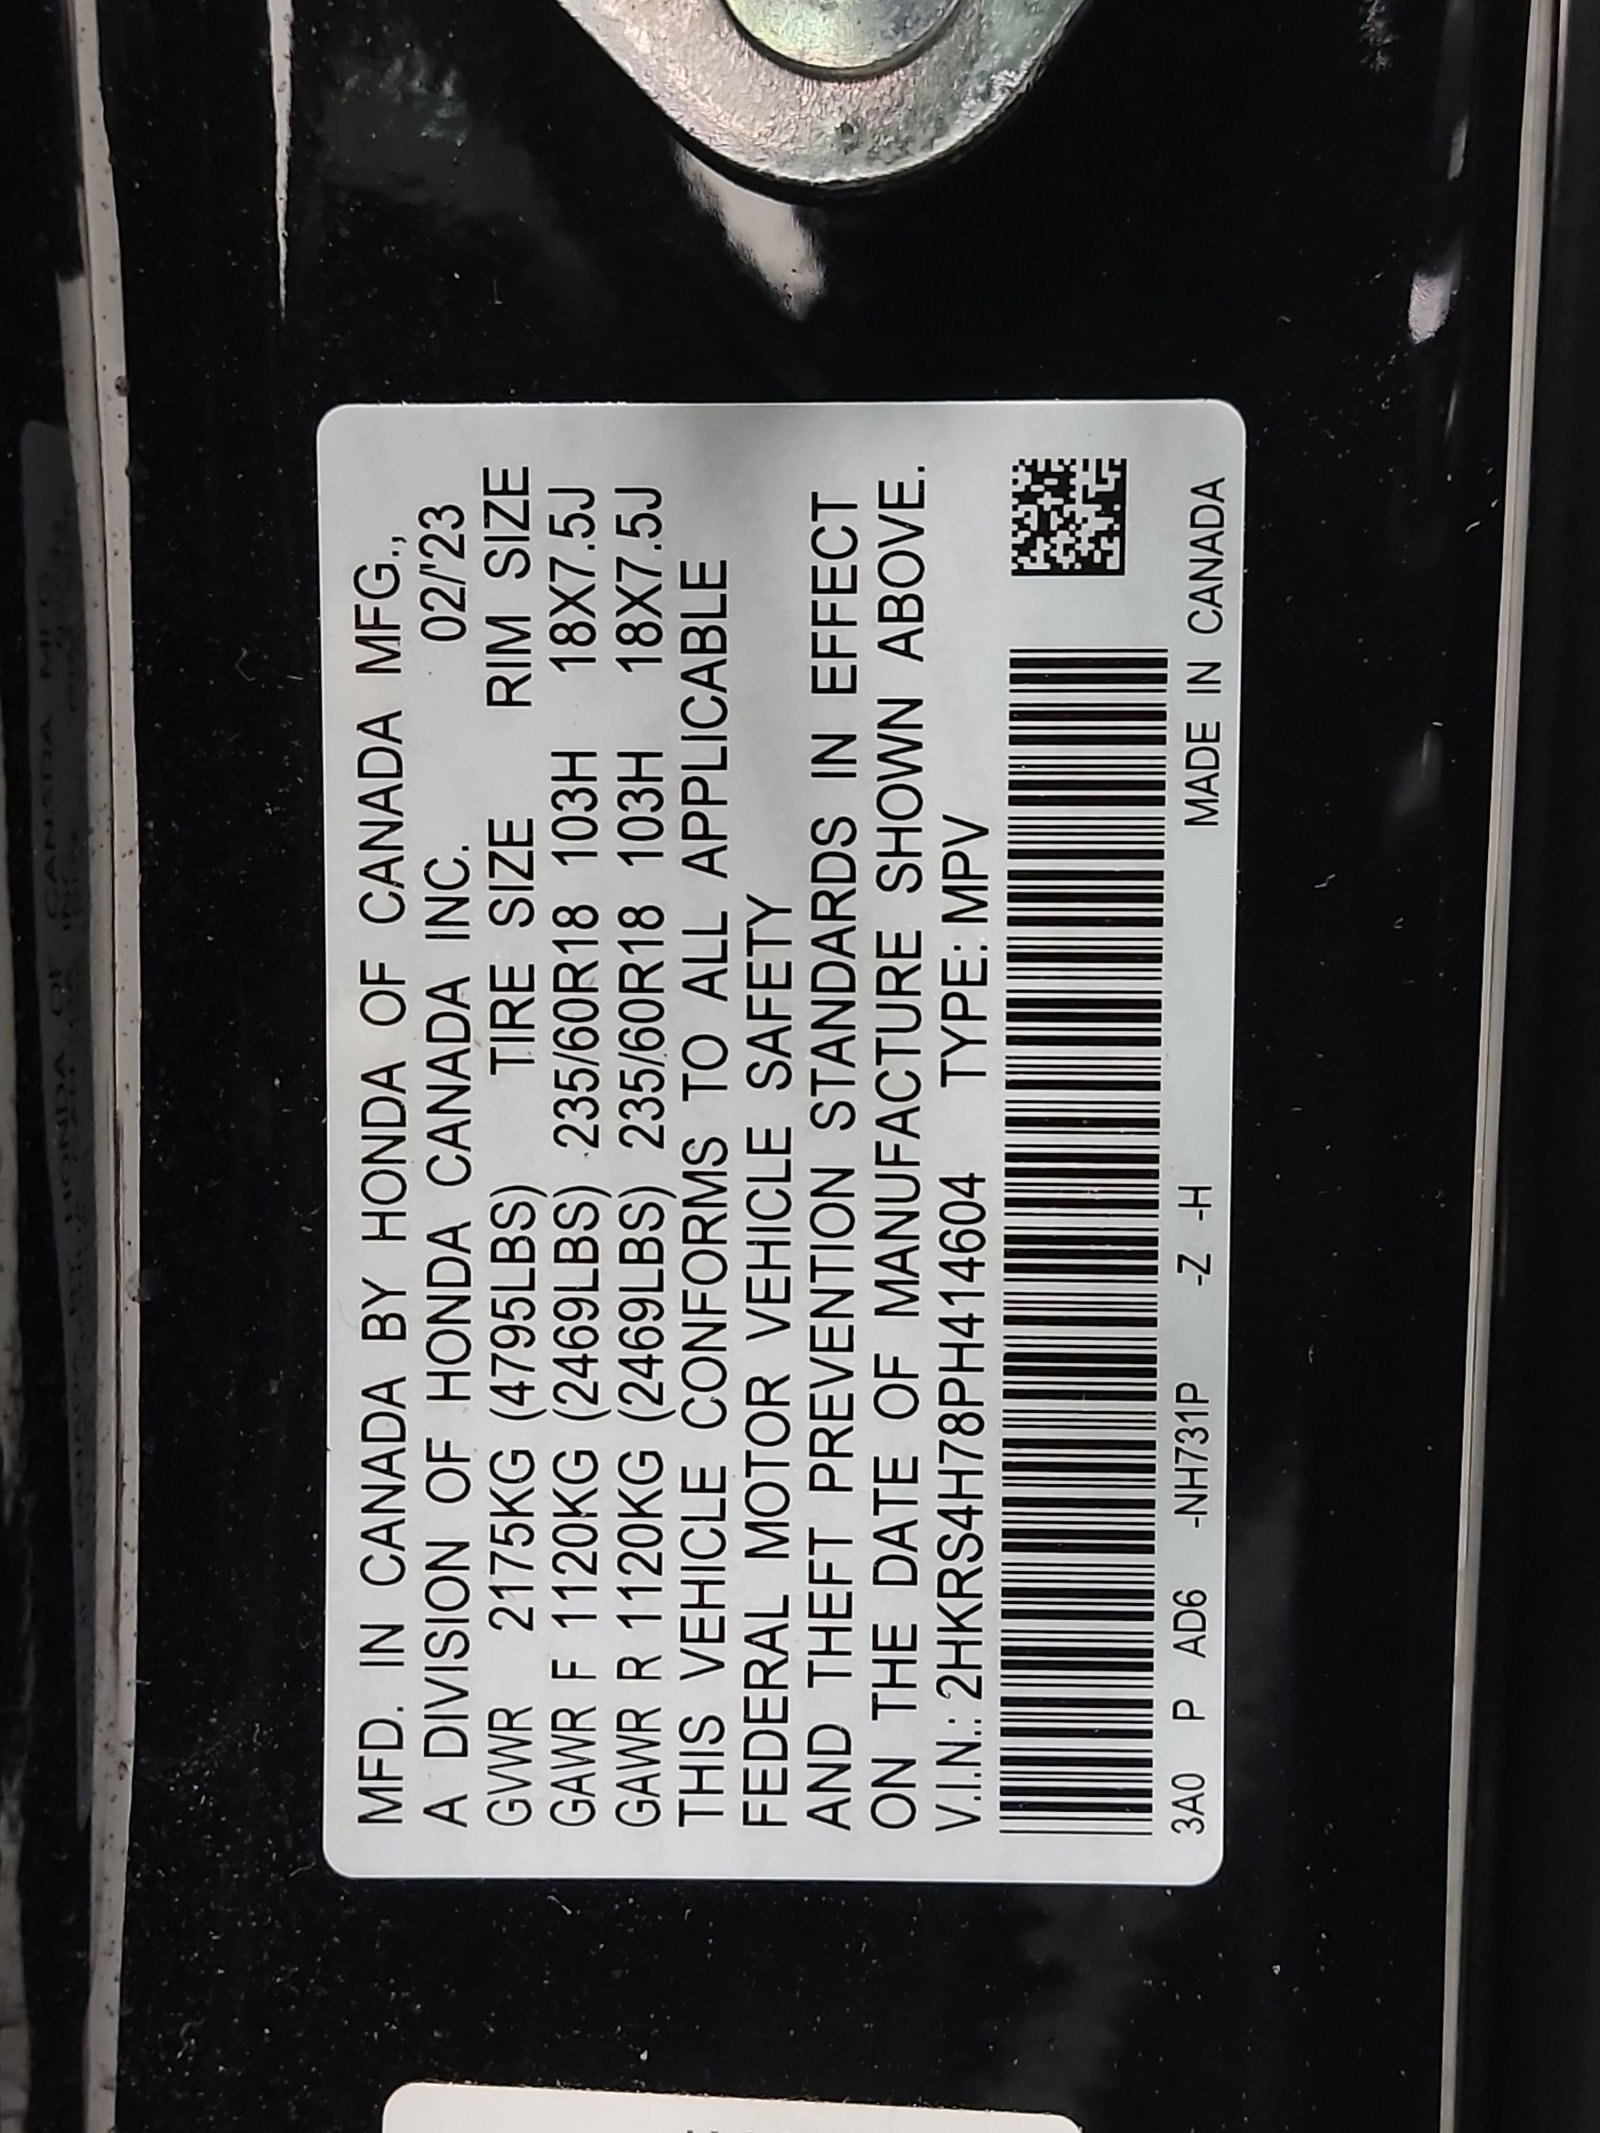 MFD. IN CANADA BY HONDA OF CANADA MFG.,
A DIVISION OF HONDA CANADA INC. 02/'23
GVWR 2175KG (4795LBS) TIRE SIZE RIM SIZE
GAWR F 1120KG (2469LBS) 235/60R18 103H 18X7.5J
GAWR R 1120KG (2469LBS) 235/60R18 103H 18X7.5J
THIS VEHICLE CONFORMS TO ALL APPLICABLE
FEDERAL MOTOR VEHICLE SAFETY
AND THEFT PREVENTION STANDARDS IN EFFECT
ON THE DATE OF MANUFACTURE SHOWN ABOVE.
V.I.N.: 2HKRS4H78PH414604 TYPE: MPV
3A0 P AD6 -NH731P -Z -H MADE IN CANADA